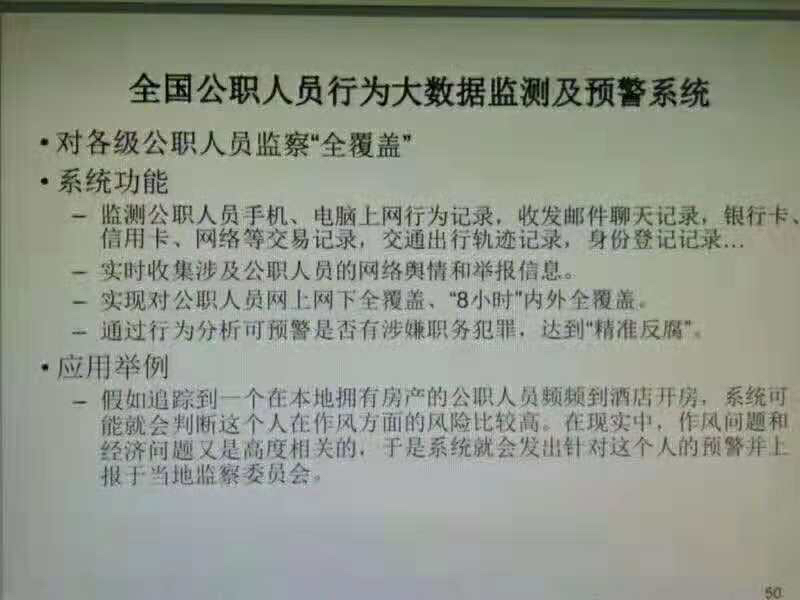 全国公职人员行为大数据监测及预警系统
• 对各级公职人员监察“全覆盖”
• 系统功能
– 监测公职人员手机、电脑上网行为记录，收发邮件聊天记录，银行卡、
信用卡、网络等交易记录，交通出行轨迹记录，身份登记记录...
– 实时收集涉及公职人员的网络舆情和举报信息。
– 实现对公职人员网上网下全覆盖、“8小时”内外全覆盖。
– 通过行为分析可预警是否有涉嫌职务犯罪，达到“精准反腐”。
• 应用举例
– 假如追踪到一个在本地拥有房产的公职人员频频到酒店开房，系统可
能就会判断这个人在作风方面的风险比较高。在现实中，作风问题和
经济问题又是高度相关的，于是系统就会发出针对这个人的预警并上
报于当地监察委员会。
50